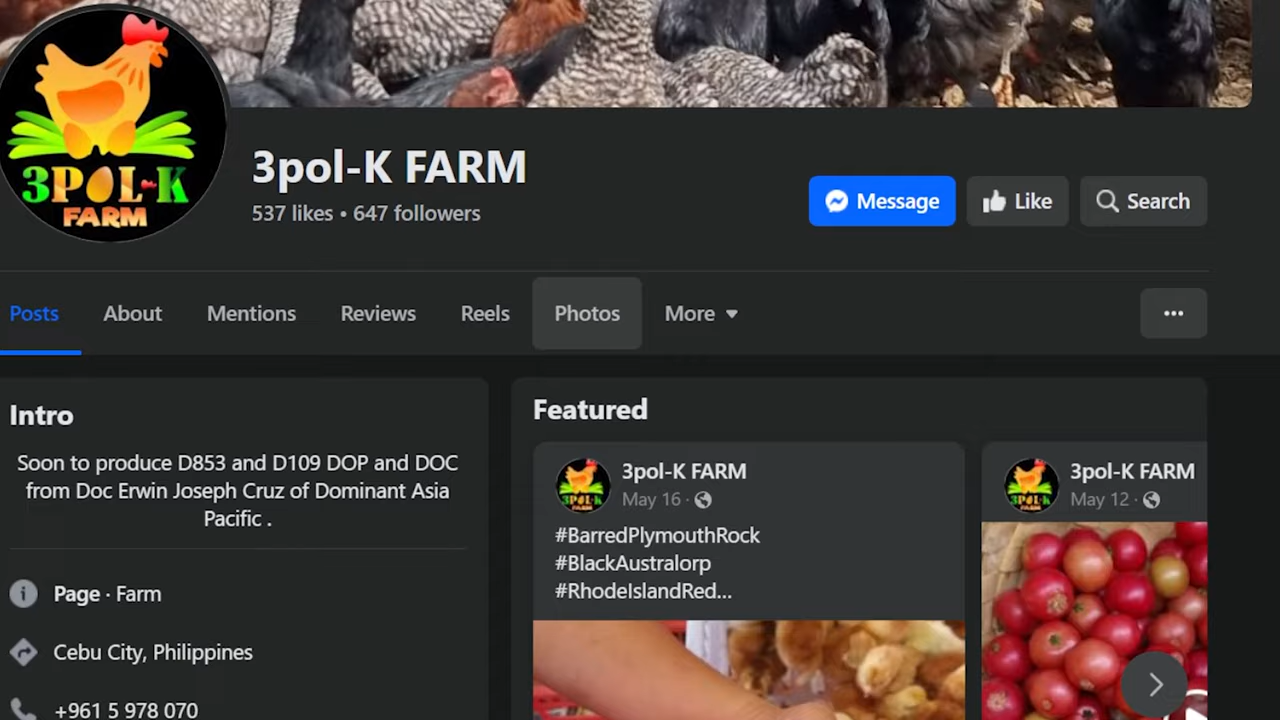 3POL-K
FARM
3pol-K FARM
537 likes • 647 followers
Message
Like
Search
Posts
About
Mentions
Reviews
Reels
Photos
More
Intro
Soon to produce D853 and D109 DOP and DOC
from Doc Erwin Joseph Cruz of Dominant Asia
Pacific .
Page · Farm
Cebu City, Philippines
+961 5 978 070
Featured
3pol-K FARM
May 16 ·
#BarredPlymouthRock
#BlackAustralorp
#RhodeIslandRed...
3pol-K FARM
May 12 ·